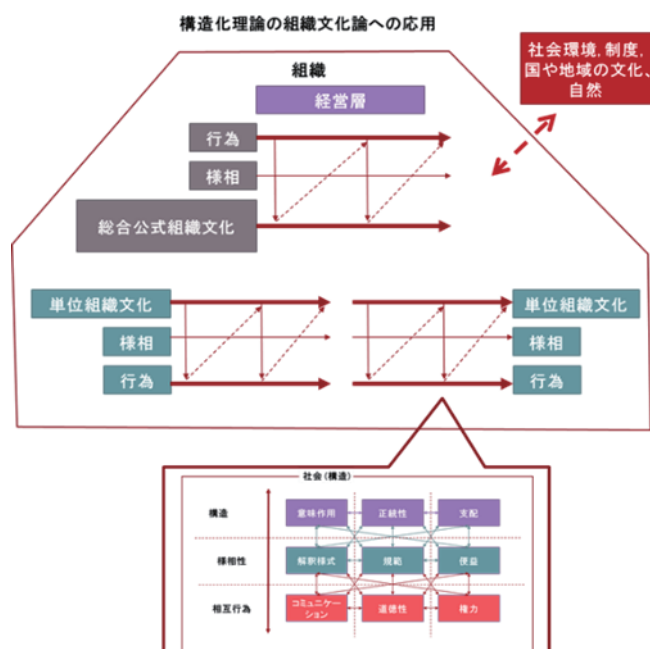 構造化理論の組織文化論への応用
社会環境, 制度,
国や地域の文化、
自然
組織
経営層
行為
様相
総合公式組織文化
単位組織文化
単位組織文化
様相
様相
行為
行為
社会(構造)
構造
意味作用
正統性
支配
様相性
解釈様式
規範
便益
相互行為
コミュニケー
ション
道徳性
権力